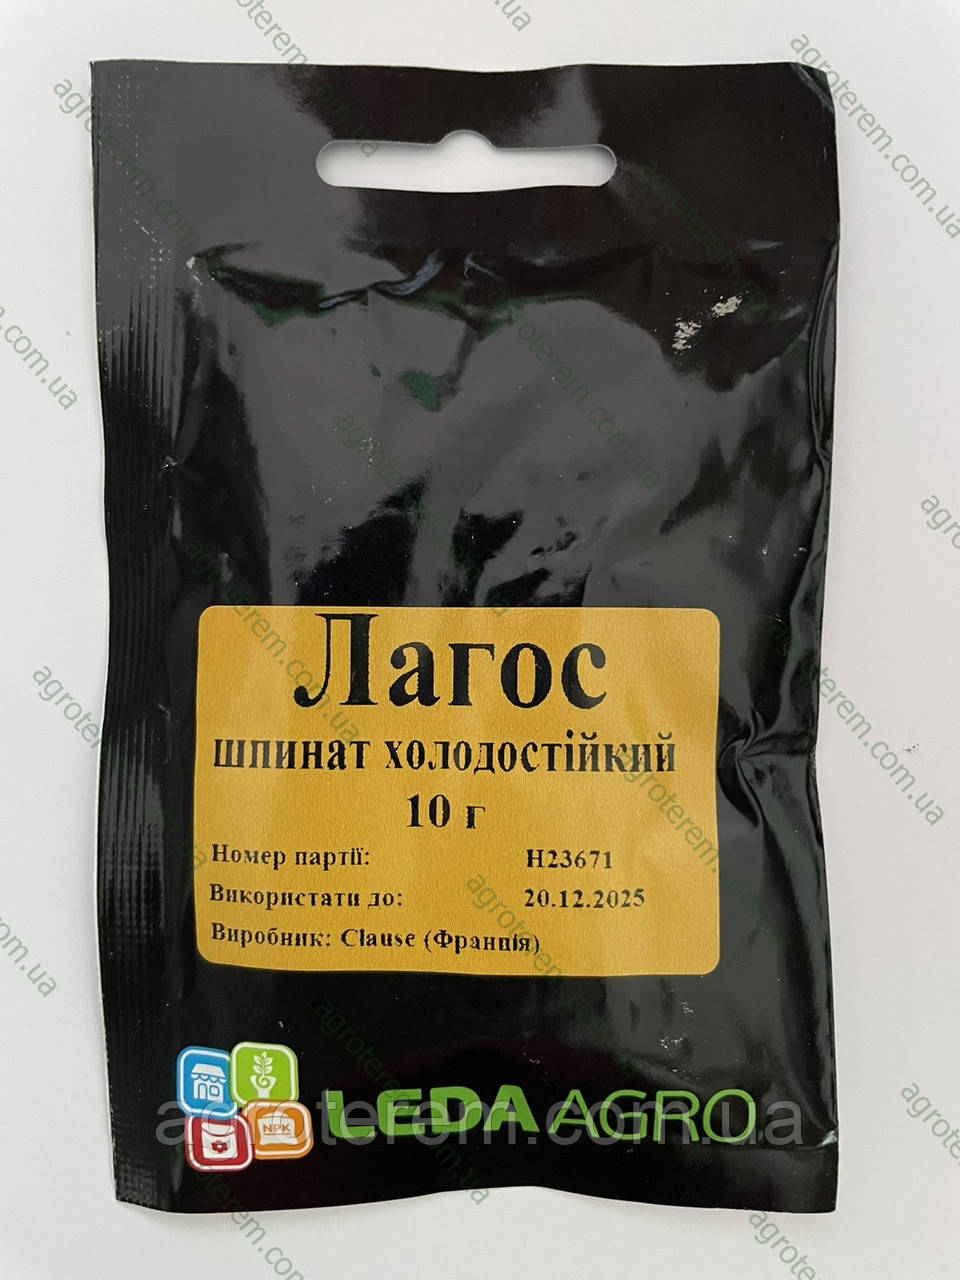 Лагос
шпинат холодостійкий
10 г
Номер партії: H23671
Використати до: 20.12.2025
Виробник: Clause (Франція)
NPK
LEDA AGRO
agroterem.com.ua